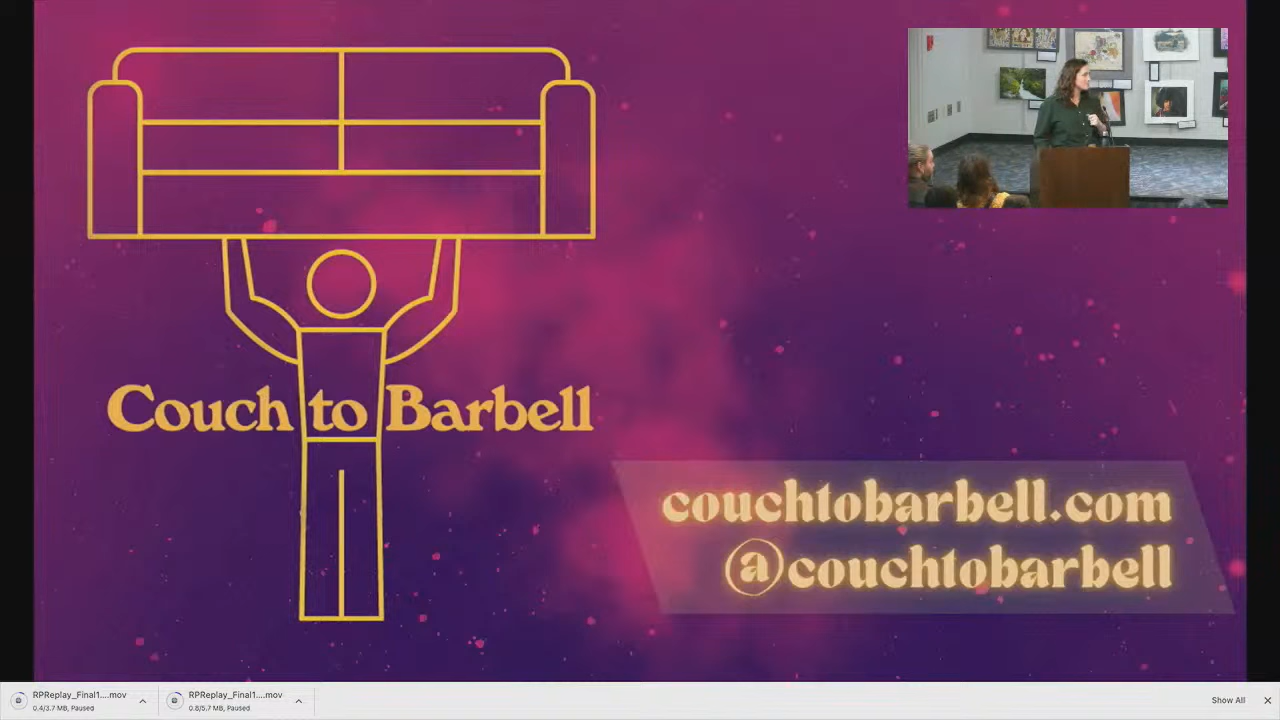 Couch to Barbell
couchtobarbell.com
@couchtobarbell
RPReplay_Final1....mov
0.4/3.7 MB, Paused
RPReplay_Final1....mov
0.8/5.7 MB, Paused
Show All